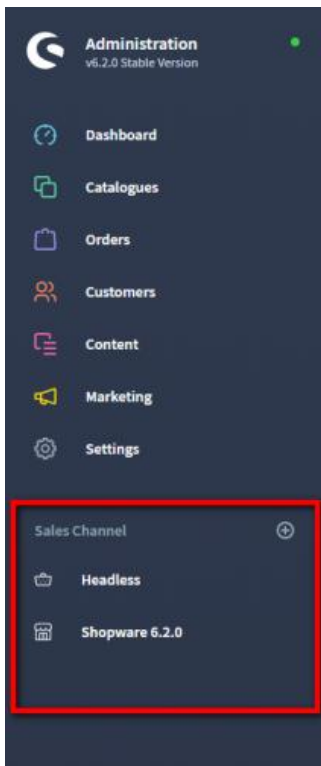 Administration
v6.2.0 Stable Version
Dashboard
Catalogues
Orders
Customers
Content
Marketing
Settings
Sales Channel
Headless
Shopware 6.2.0